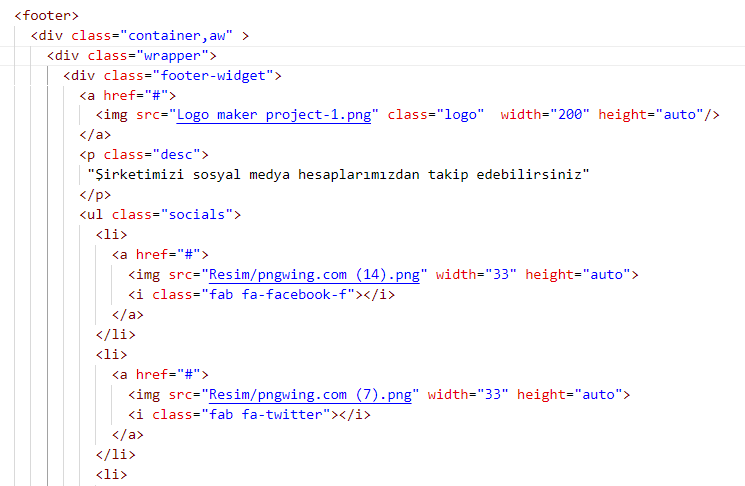 <footer>
<div class="container,aw" >
<div class="wrapper">
<div class="footer-widget">
<a href="#">
<img src="Logo maker project-1.png" class="logo"  width="200" height="auto"/>
</a>
<p class="desc">
"Şirketimizi sosyal medya hesaplarımızdan takip edebilirsiniz"
</p>
<ul class="socials">
<li>
<a href="#">
<img src="Resim/pngwing.com (14).png" width="33" height="auto">
<i class="fab fa-facebook-f"></i>
</a>
</li>
<li>
<a href="#">
<img src="Resim/pngwing.com (7).png" width="33" height="auto">
<i class="fab fa-twitter"></i>
</a>
</li>
<li>